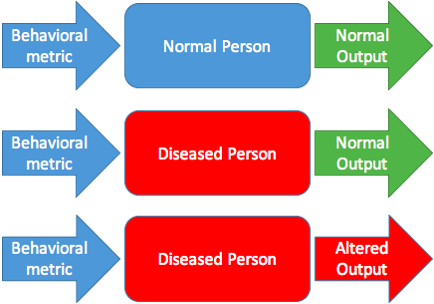 Behavioral
metric
Normal Person
Normal
Output
Behavioral
metric
Diseased Person
Normal
Output
Behavioral
metric
Diseased Person
Altered
Output